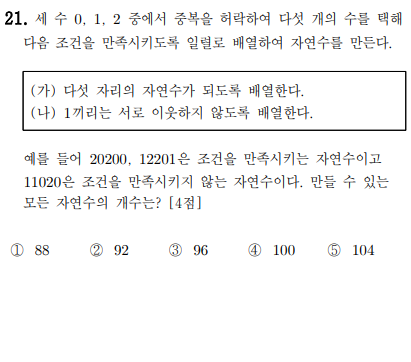 21. 세 수 0, 1, 2 중에서 중복을 허락하여 다섯 개의 수를 택해
다음 조건을 만족시키도록 일렬로 배열하여 자연수를 만든다.
(가) 다섯 자리의 자연수가 되도록 배열한다.
(나) 1끼리는 서로 이웃하지 않도록 배열한다.
예를 들어 20200, 12201은 조건을 만족시키는 자연수이고
11020은 조건을 만족시키지 않는 자연수이다. 만들 수 있는
모든 자연수의 개수는? [4점]
① 88 ② 92 ③ 96 ④ 100 ⑤ 104